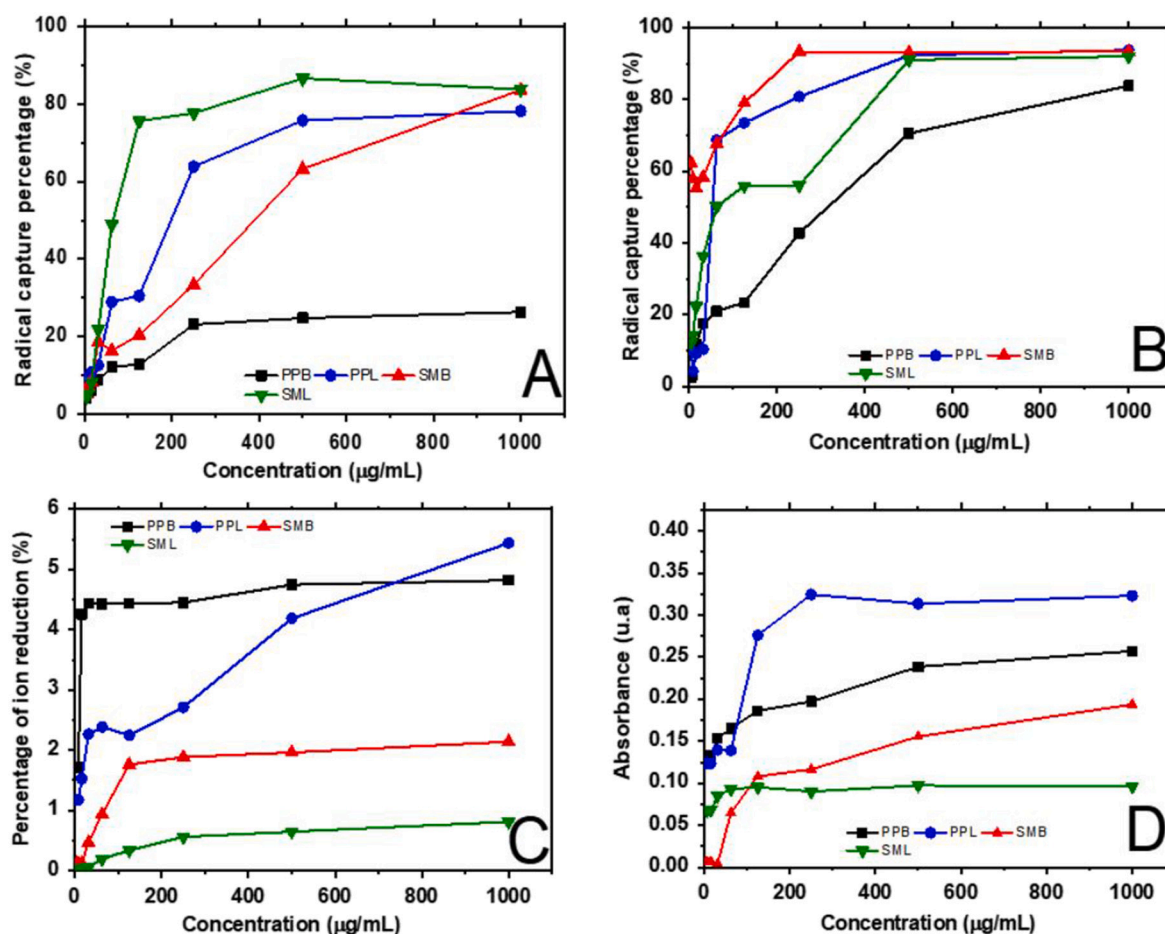 100
80
60
40
20
0
Radical capture percentage (%)
PPB PPL SMB
SML
A
0 200 400 600 800 1000
Concentration (µg/mL)
100
80
60
40
20
0
Radical capture percentage (%)
PPB PPL SMB
SML
B
0 200 400 600 800 1000
Concentration (µg/mL)
6
5
4
3
2
1
0
Percentage of ion reduction (%)
PPB PPL SMB
SML
C
0 200 400 600 800 1000
Concentration (µg/mL)
0.40
0.35
0.30
0.25
0.20
0.15
0.10
0.05
0.00
Absorbance (u.a)
PPB PPL SMB
SML
D
0 200 400 600 800 1000
Concentration (µg/mL)